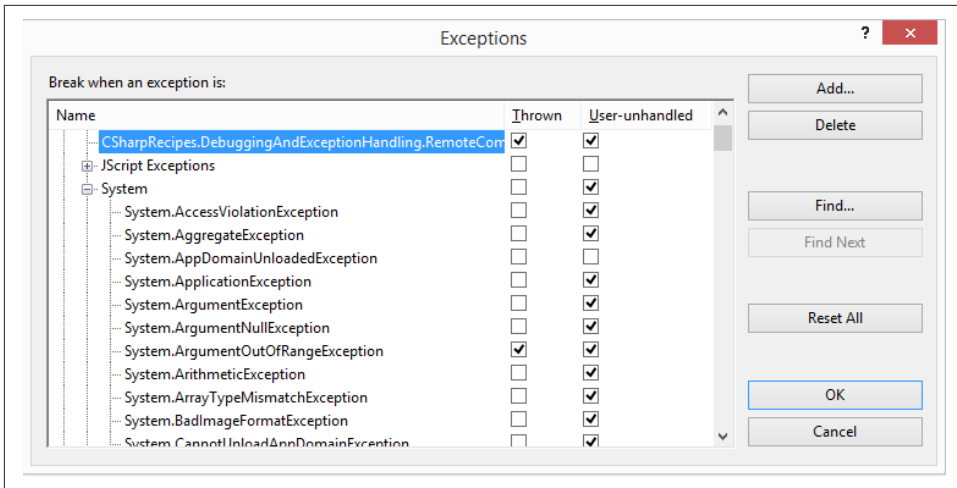 Exceptions
?
Break when an exception is:
Name Thrown User-unhandled
CSharpRecipes.DebuggingAndExceptionHandling.RemoteCom
JScript Exceptions
System
System.AccessViolationException
System.AggregateException
System.AppDomainUnloadedException
System.ApplicationException
System.ArgumentException
System.ArgumentNullException
System.ArgumentOutOfRangeException
System.ArithmeticException
System.ArrayTypeMismatchException
System.BadImageFormatException
System.CannotUnloadAppDomainException
Add...
Delete
Find...
Find Next
Reset All
OK
Cancel